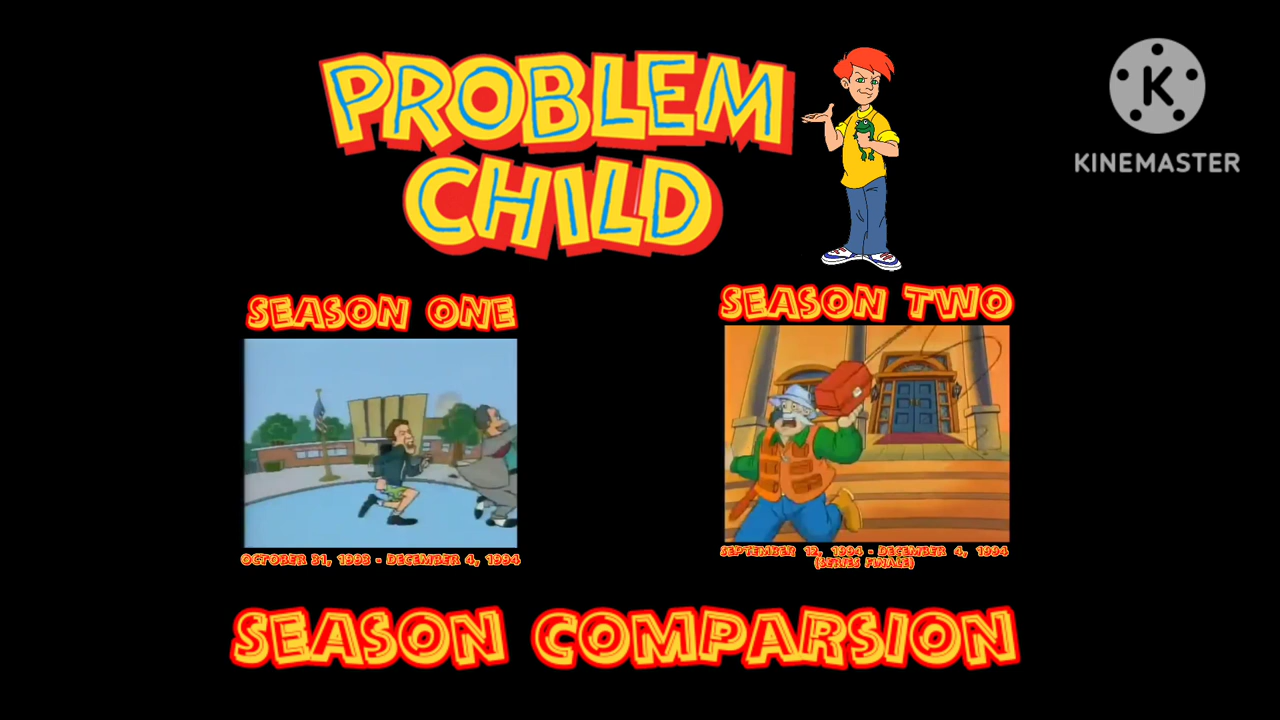 PROBLEM
CHILD
K
KINEMASTER
SEASON ONE
SEASON TWO
OCTOBER 31, 1993 - DECEMBER 4, 1994
SEPTEMBER 12, 1994 - DECEMBER 4, 1994
(SERIES FINALE)
SEASON COMPARSION